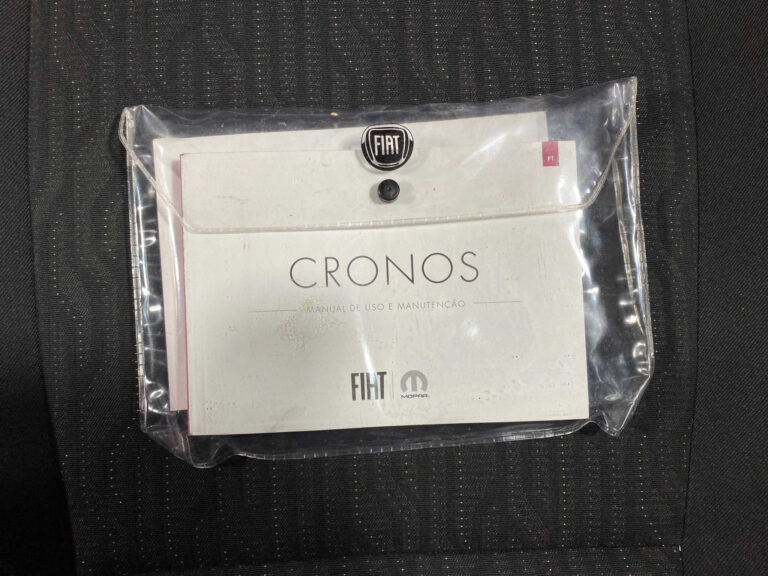 FIAT
PT
CRONOS
MANUAL DE USO E MANUTENÇÃO
FIAT
MOPAR